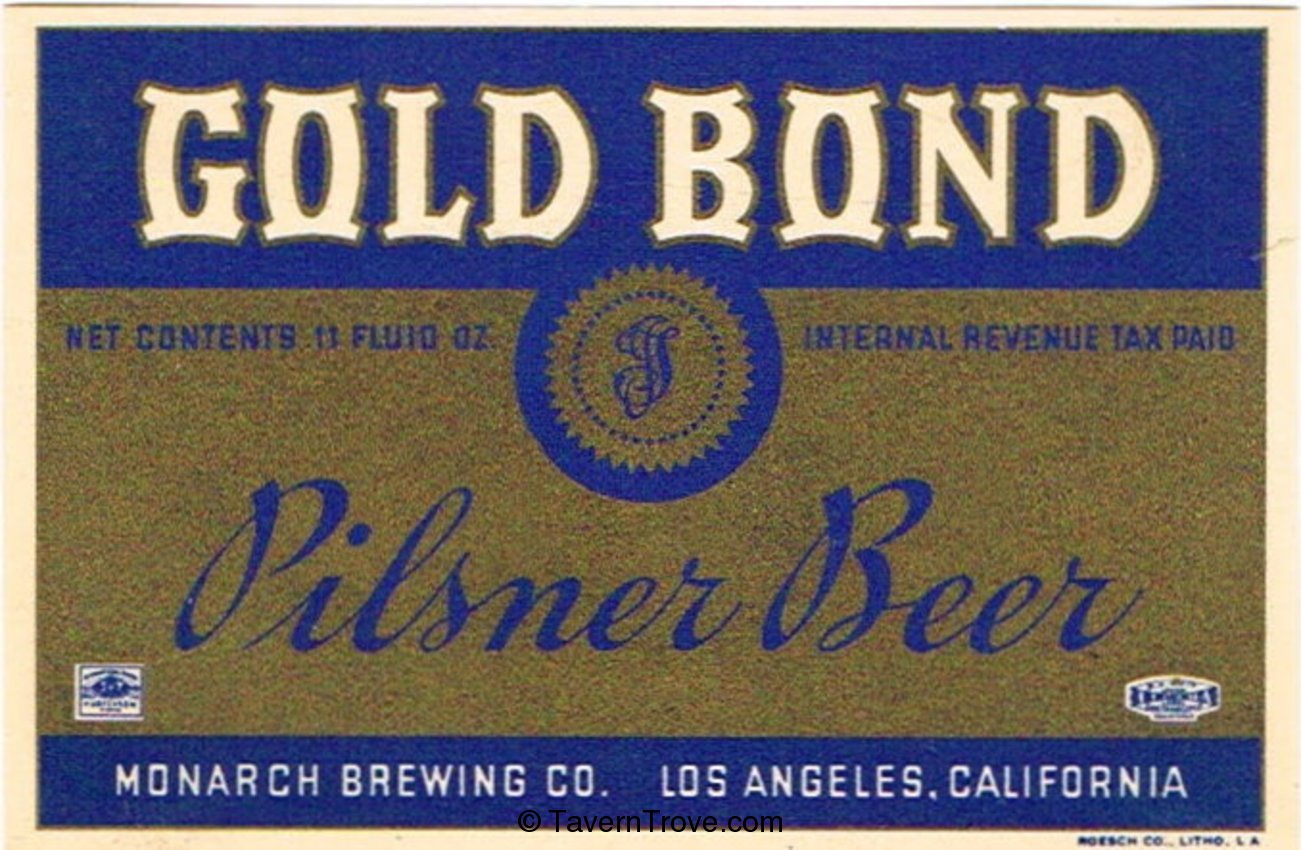 GOLD BOND
NET CONTENTS 11 FLUID OZ.
INTERNAL REVENUE TAX PAID
Pilsner Beer
MONARCH BREWING CO. LOS ANGELES, CALIFORNIA
© TavernTrove.com
ROESCH CO., LITHO. L A